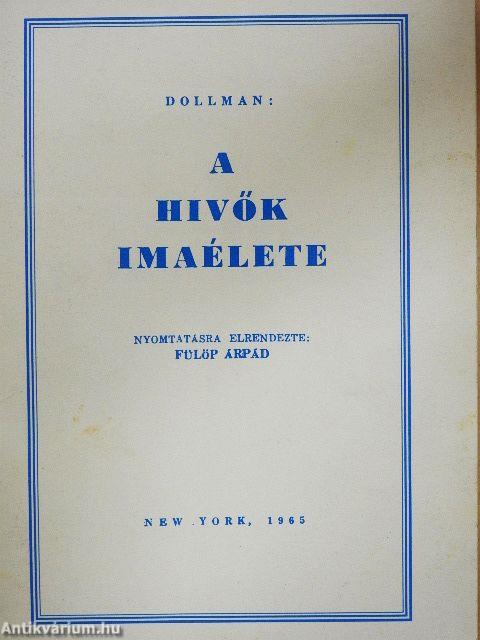 DOLLMAN:
A
HIVŐK
IMAÉLETE
NYOMTATÁSRA ELRENDEZTE:
FÜLÖP ÁRPÁD
NEW YORK, 1965
Antikvárium.hu